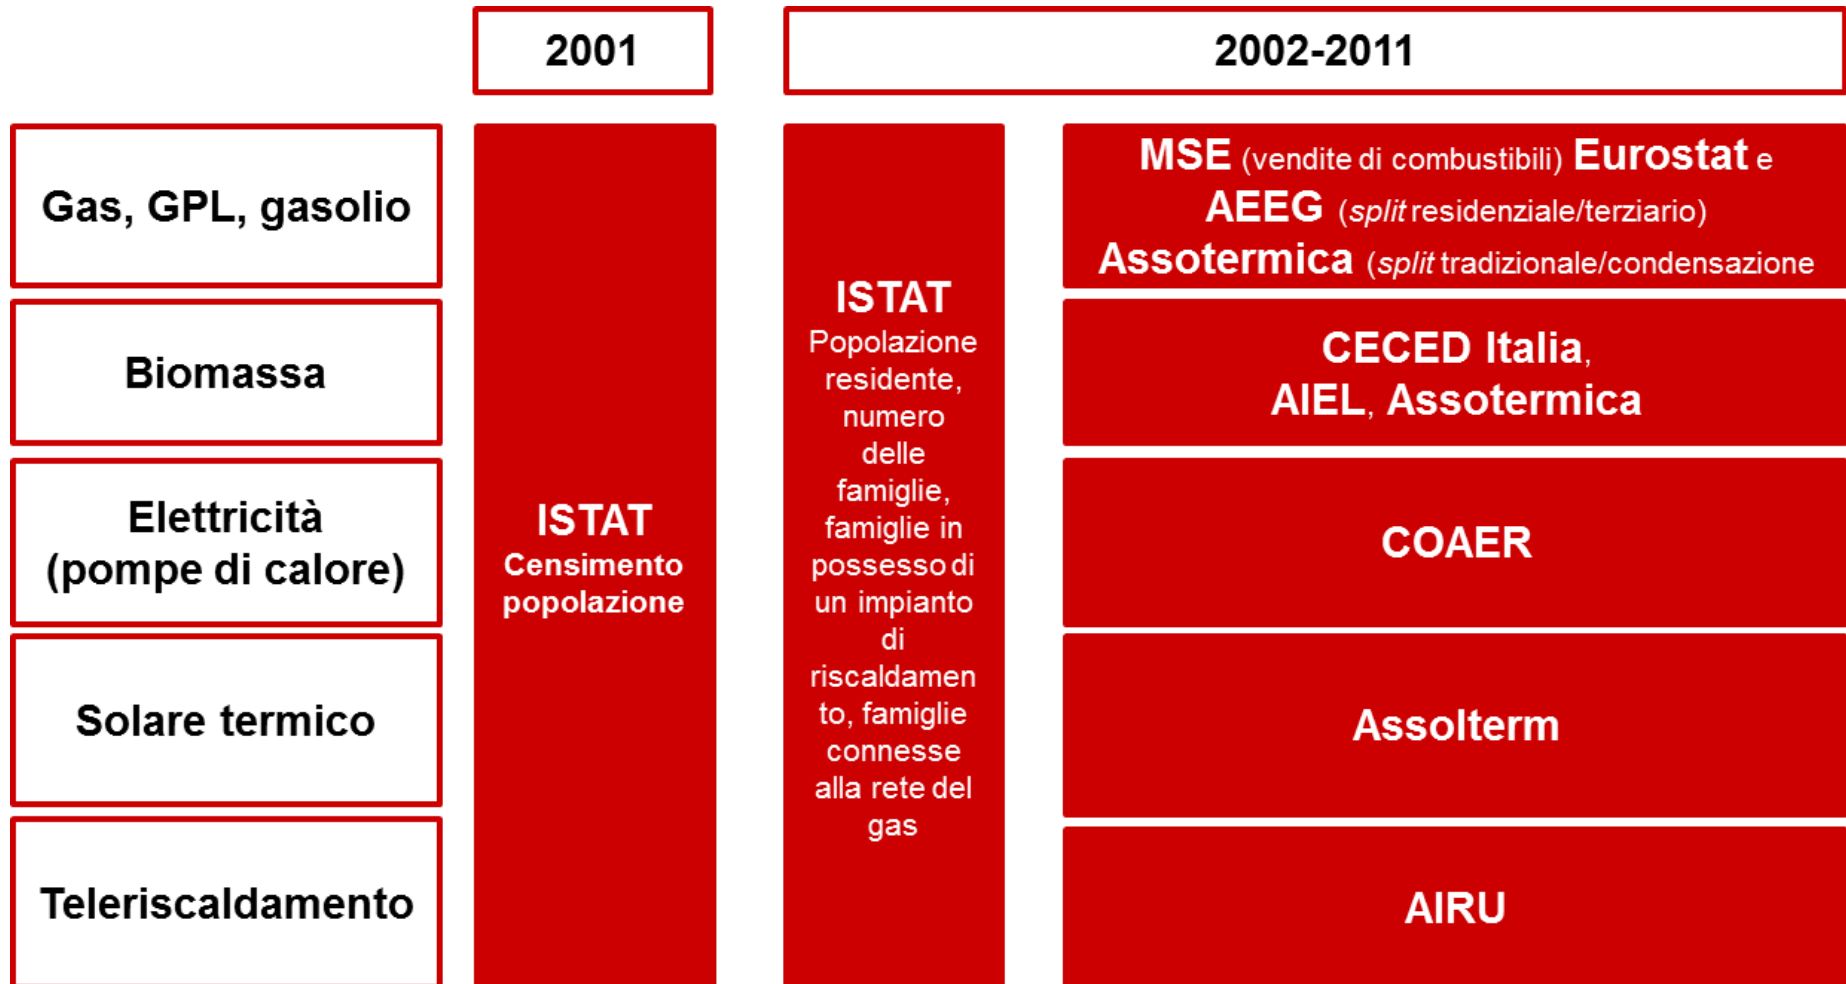 2001
2002-2011
Gas, GPL, gasolio
Biomassa
Elettricità
(pompe di calore)
Solare termico
Teleriscaldamento
ISTAT
Censimento
popolazione
ISTAT
Popolazione
residente,
numero
delle
famiglie,
famiglie in
possesso di
un impianto
di
riscaldamen
to, famiglie
connesse
alla rete del
gas
MSE (vendite di combustibili) Eurostat e
AEEG (split residenziale/terziario)
Assotermica (split tradizionale/condensazione
CECED Italia,
AIEL, Assotermica
COAER
Assolterm
AIRU